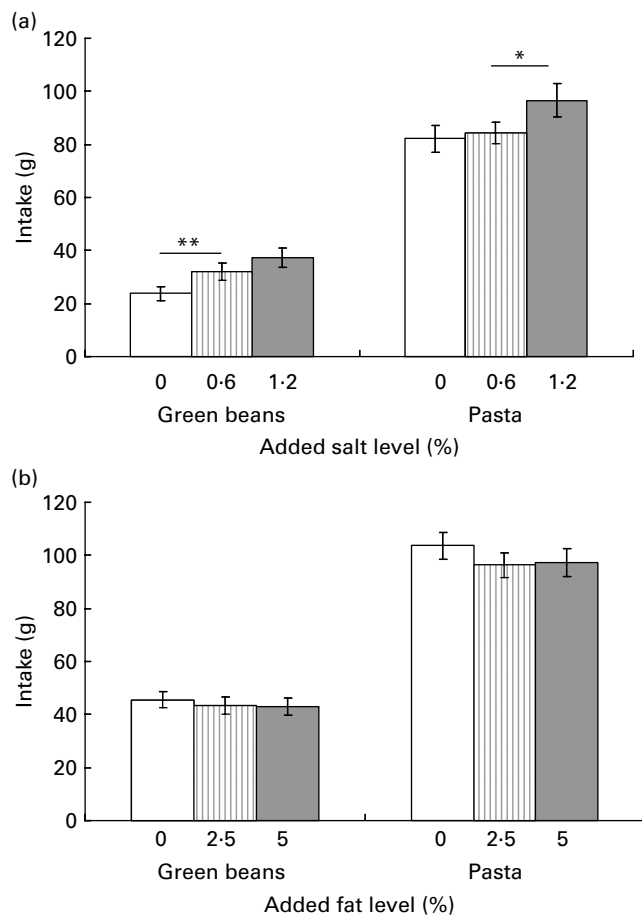 (a)
120
100
80
60
40
20
0
Intake (g)
**
*
0 0·6 1·2 0 0·6 1·2
Green beans Pasta
Added salt level (%)
(b)
120
100
80
60
40
20
0
Intake (g)
0 2·5 5 0 2·5 5
Green beans Pasta
Added fat level (%)